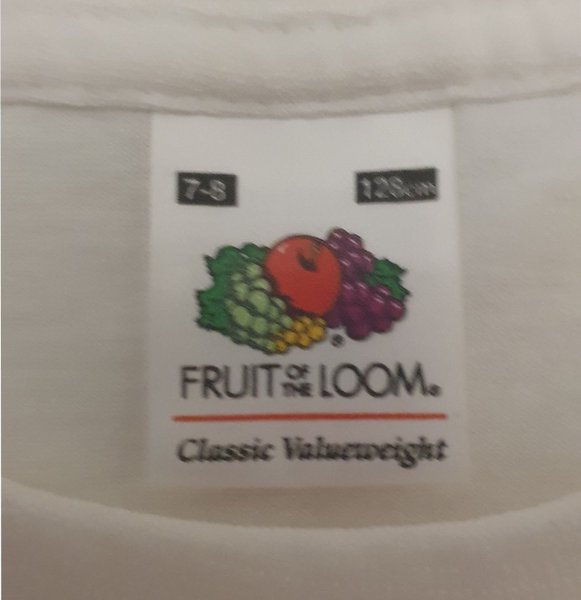 7-8 128cm
FRUIT OF THE LOOM®
Classic Valueweight